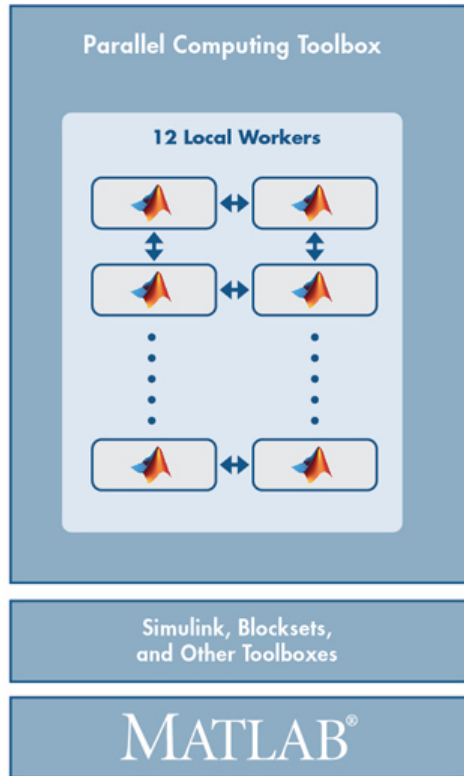 Parallel Computing Toolbox
12 Local Workers
Simulink, Blocksets,
and Other Toolboxes
MATLAB®